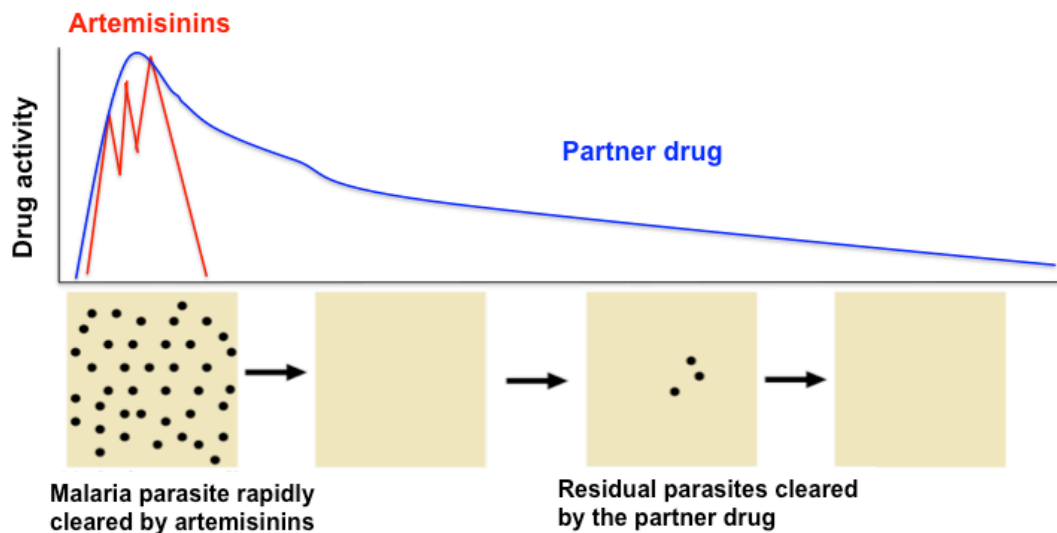 Artemisinins
Drug activity
Partner drug
Malaria parasite rapidly
cleared by artemisinins
Residual parasites cleared
by the partner drug